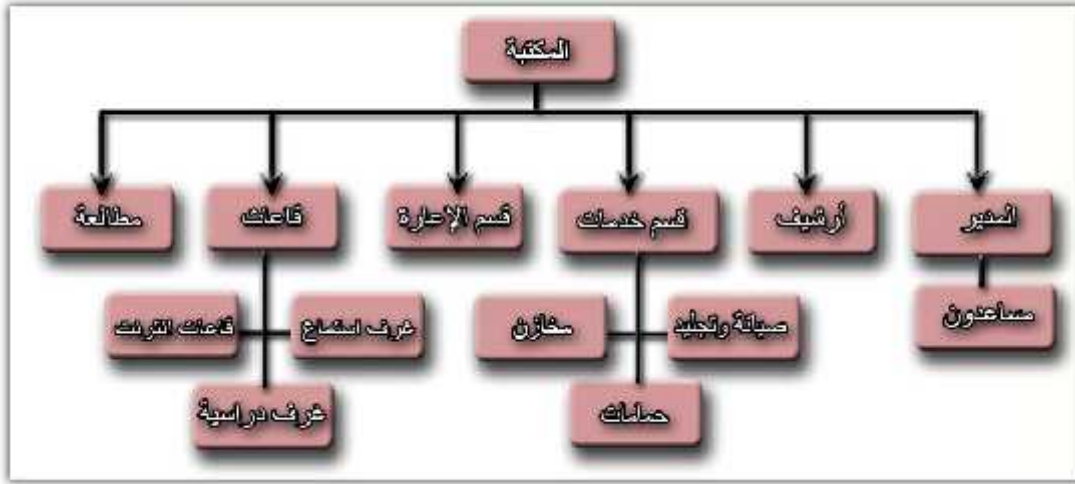 المكتبة
المدير
أرشيف
قسم خدمات
قسم الإعارة
قاعات
مطالعة
مساعدون
صيانة وتجليد
مخازن
حمامات
غرف استماع
قاعات انترنت
غرف دراسية